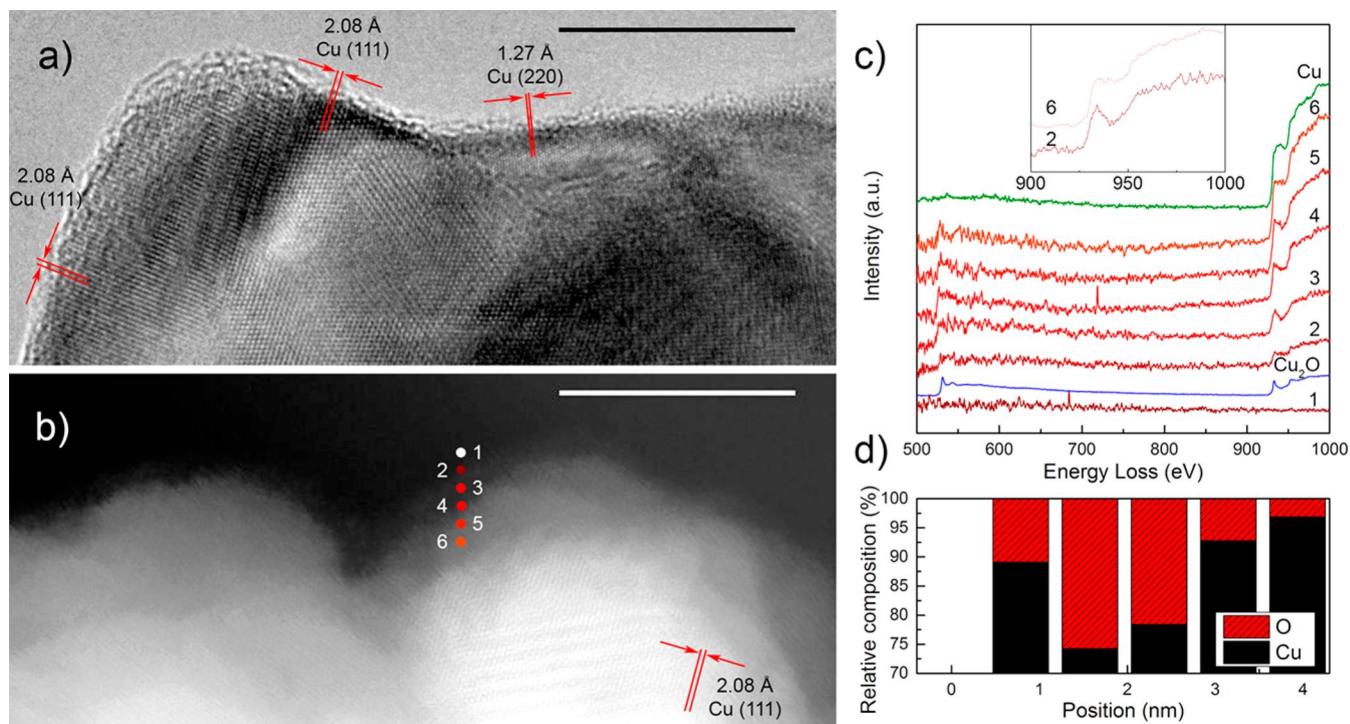 a)
2.08 Å
Cu (111)
1.27 Å
Cu (220)
2.08 Å
Cu (111)
b)
1
2
3
4
5
6
2.08 Å
Cu (111)
c)
Intensity (a.u.)
6
2
900 950 1000
Cu
6
5
4
3
2
Cu2O
1
500 600 700 800 900 1000
Energy Loss (eV)
d)
Relative composition (%)
100
95
90
85
80
75
70
O
Cu
0 1 2 3 4
Position (nm)